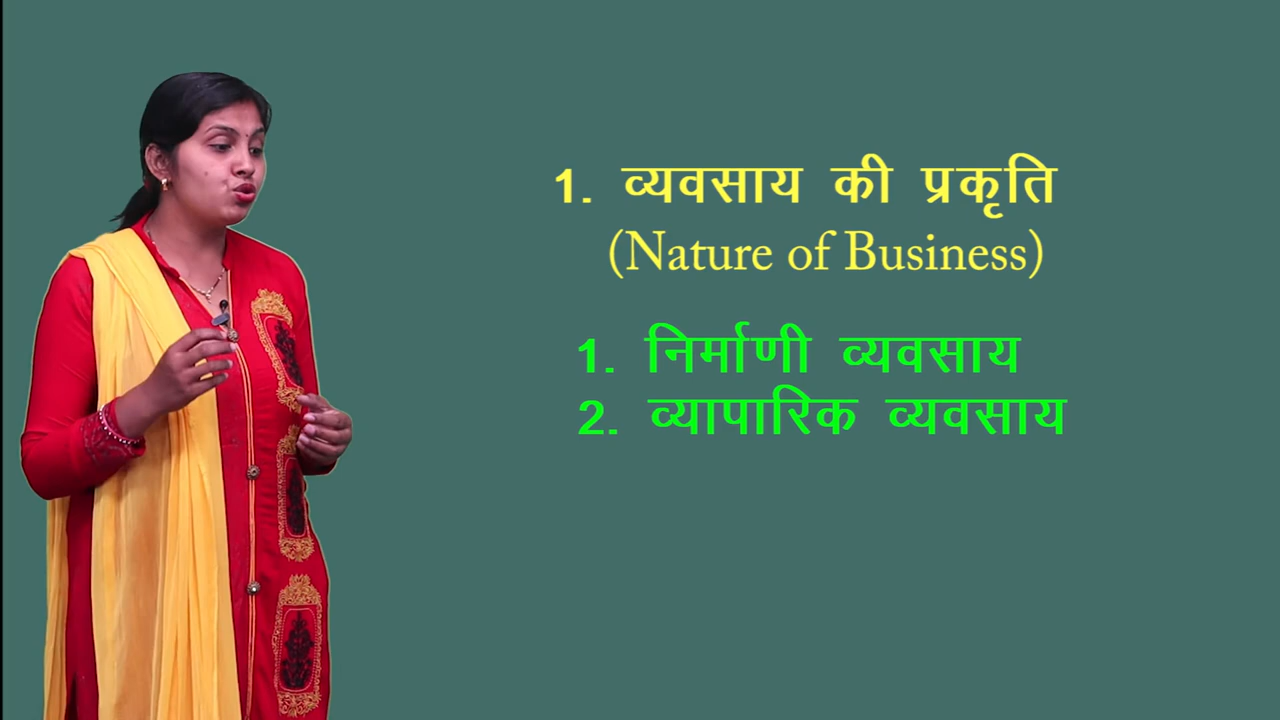 1. व्यवसाय की प्रकृति
(Nature of Business)
1. निर्माणी व्यवसाय
2. व्यापारिक व्यवसाय